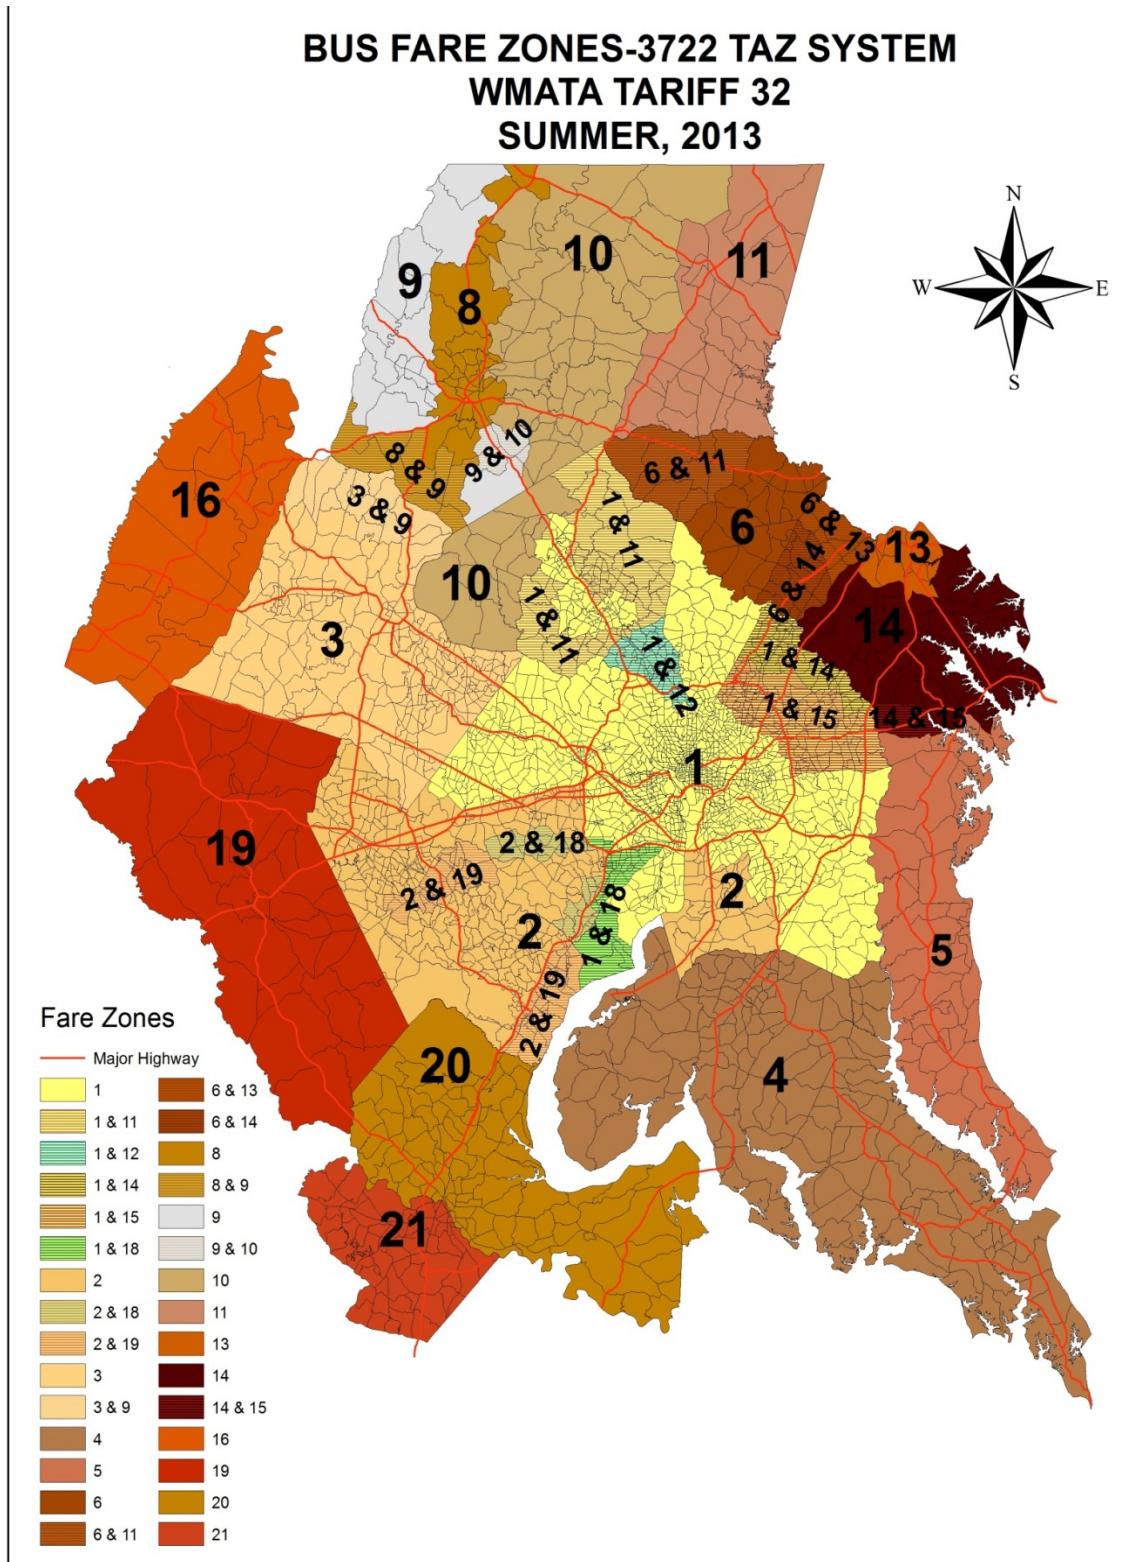 BUS FARE ZONES-3722 TAZ SYSTEM
WMATA TARIFF 32
SUMMER, 2013
N
W
E
S
9
8
10
11
16
8 & 9
9 & 10
3 & 9
6 & 11
6
6 & 13
13
1 & 11
10
6 & 14
1 & 11
3
14
1 & 12
1 & 14
1 & 15
14 & 15
1
19
2 & 18
2 & 19
2
1 & 18
2
5
2 & 19
20
4
21
Fare Zones
Major Highway
1
1 & 11
1 & 12
1 & 14
1 & 15
1 & 18
2
2 & 18
2 & 19
3
3 & 9
4
5
6
6 & 11
6 & 13
6 & 14
8
8 & 9
9
9 & 10
10
11
13
14
14 & 15
16
19
20
21